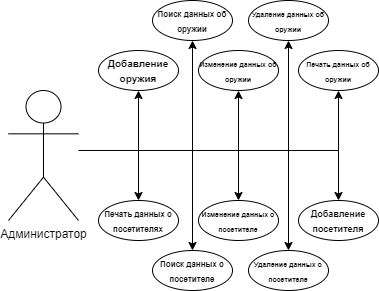 Поиск данных об
оружии
Удаление данных об
оружии
Добавление
оружия
Изменение данных об
оружии
Печать данных об
оружии
Администратор
Печать данных о
посетителях
Изменение данных о
посетителе
Добавление
посетителя
Поиск данных о
посетителе
Удаление данных о
посетителе